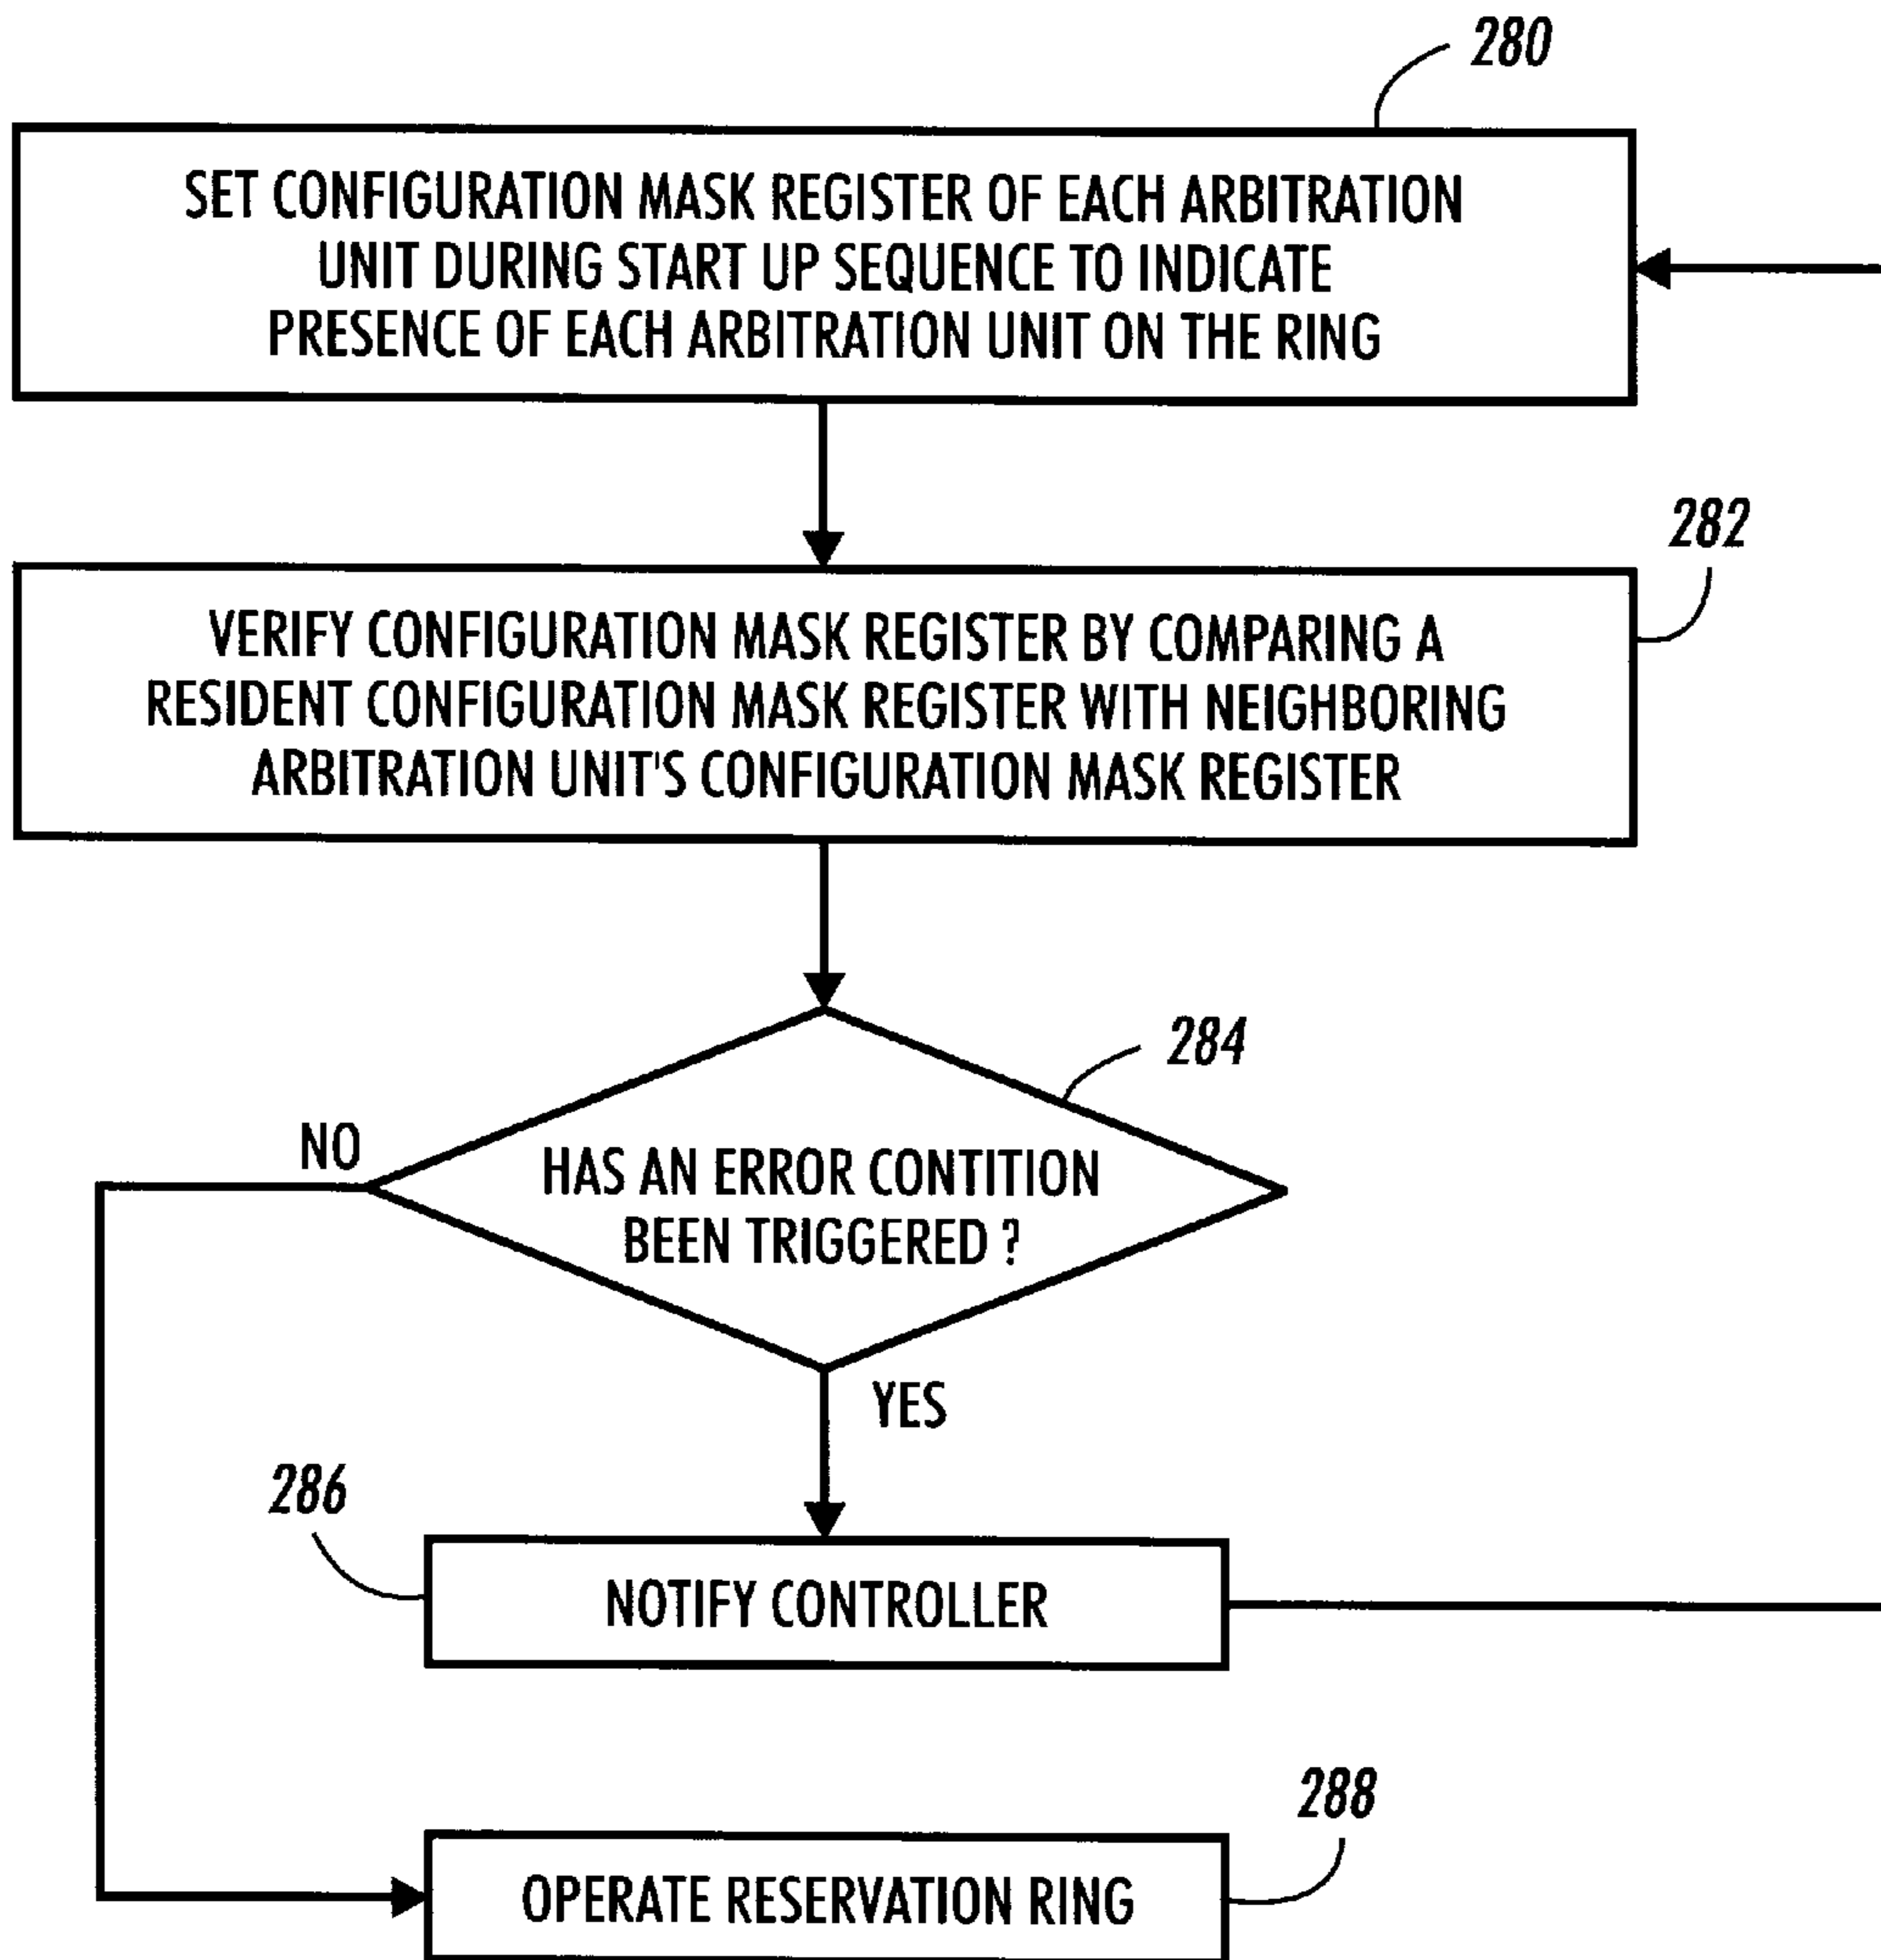 280
SET CONFIGURATION MASK REGISTER OF EACH ARBITRATION
UNIT DURING START UP SEQUENCE TO INDICATE
PRESENCE OF EACH ARBITRATION UNIT ON THE RING
282
VERIFY CONFIGURATION MASK REGISTER BY COMPARING A
RESIDENT CONFIGURATION MASK REGISTER WITH NEIGHBORING
ARBITRATION UNIT'S CONFIGURATION MASK REGISTER
284
NO
HAS AN ERROR CONTITION
BEEN TRIGGERED ?
YES
286
NOTIFY CONTROLLER
288
OPERATE RESERVATION RING